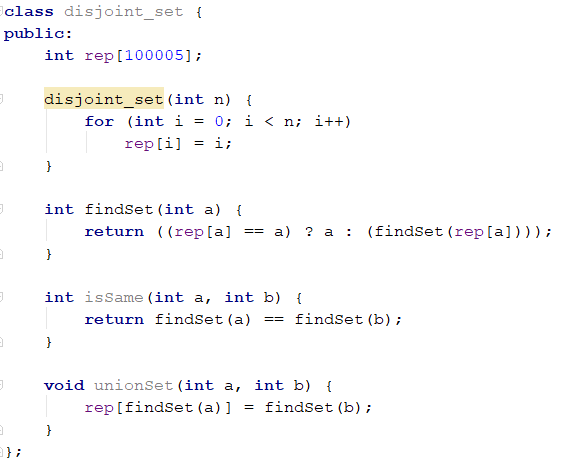 class disjoint_set {
public:
    int rep[100005];

    disjoint_set(int n) {
        for (int i = 0; i < n; i++)
            rep[i] = i;
    }

    int findSet(int a) {
        return ((rep[a] == a) ? a : (findSet(rep[a])));
    }

    int isSame(int a, int b) {
        return findSet(a) == findSet(b);
    }

    void unionSet(int a, int b) {
        rep[findSet(a)] = findSet(b);
    }
};